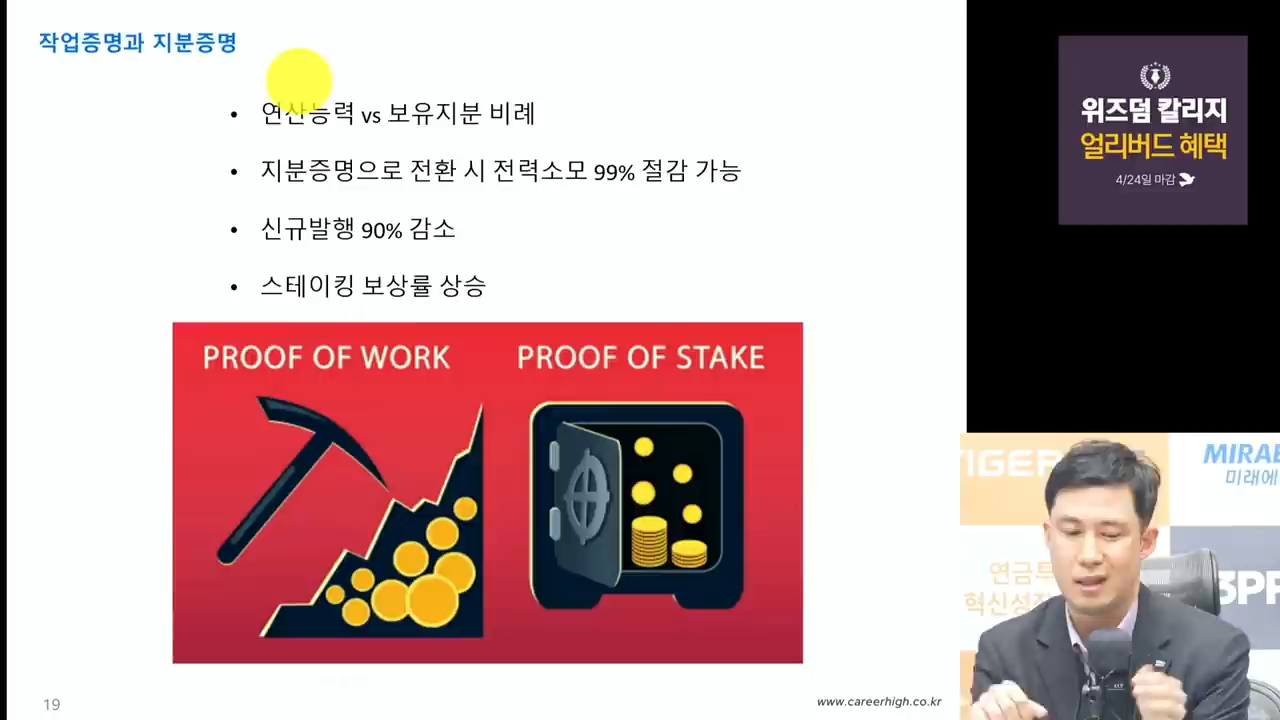 작업증명과 지분증명
• 연산능력 vs 보유지분 비례
• 지분증명으로 전환 시 전력소모 99% 절감 가능
• 신규발행 90% 감소
• 스테이킹 보상률 상승
PROOF OF WORK
PROOF OF STAKE
19
www.careerhigh.co.kr
위즈덤 칼리지
얼리버드 혜택
4/24일 마감
TIGER
MIRAE
미래에
연금투
혁신성
3PR